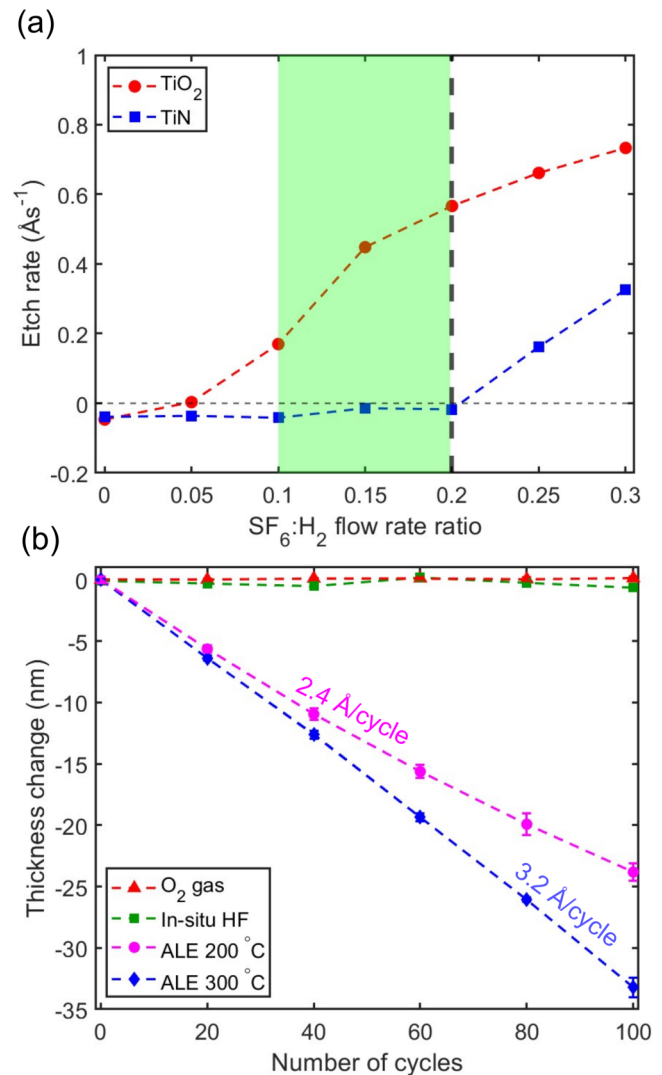 (a)
1
0.8
0.6
0.4
0.2
0
-0.2
Etch rate (Ås⁻¹)
TiO₂
TiN
0 0.05 0.1 0.15 0.2 0.25 0.3
SF₆:H₂ flow rate ratio
(b)
0
-5
-10
-15
-20
-25
-30
-35
Thickness change (nm)
2.4 Å/cycle
3.2 Å/cycle
O₂ gas
In-situ HF
ALE 200 °C
ALE 300 °C
0 20 40 60 80 100
Number of cycles